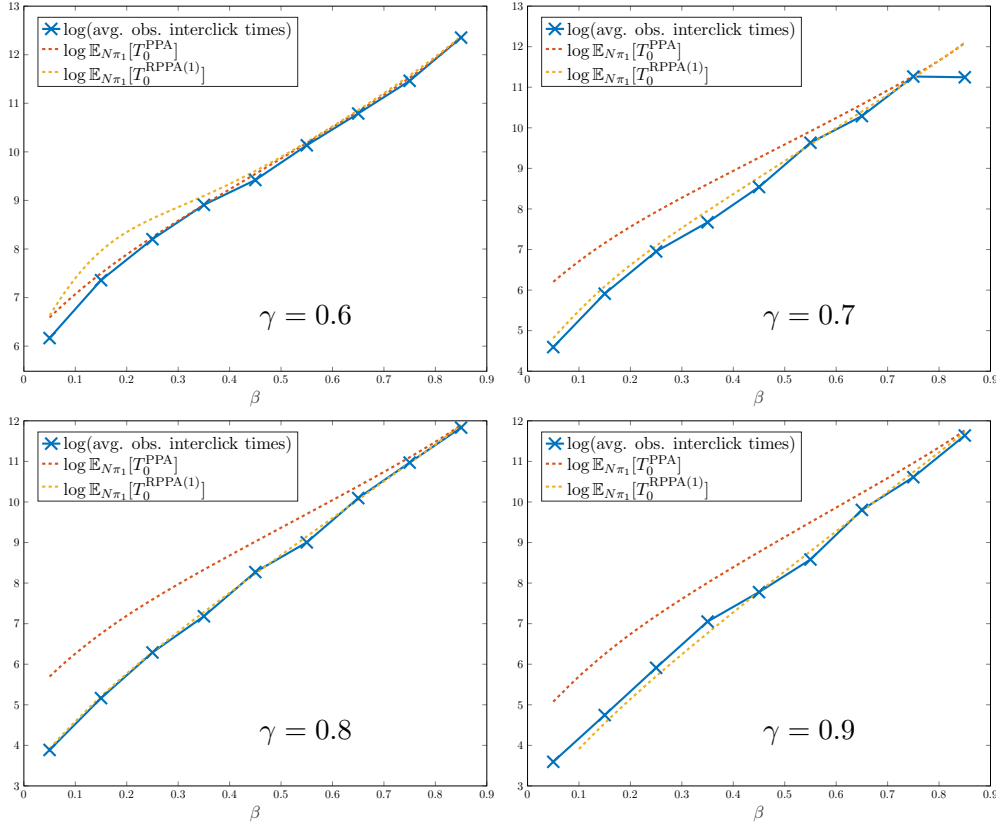 13
12
11
10
9
8
7
6
0 0.1 0.2 0.3 0.4 0.5 0.6 0.7 0.8 0.9
β
log(avg. obs. interclick times)
log 𝔼_{Nπ₁}[T₀^{PPA}]
log 𝔼_{Nπ₁}[T₀^{RPPA(1)}]
γ = 0.6
13
12
11
10
9
8
7
6
5
4
0 0.1 0.2 0.3 0.4 0.5 0.6 0.7 0.8 0.9
β
log(avg. obs. interclick times)
log 𝔼_{Nπ₁}[T₀^{PPA}]
log 𝔼_{Nπ₁}[T₀^{RPPA(1)}]
γ = 0.7
12
11
10
9
8
7
6
5
4
3
0 0.1 0.2 0.3 0.4 0.5 0.6 0.7 0.8 0.9
β
log(avg. obs. interclick times)
log 𝔼_{Nπ₁}[T₀^{PPA}]
log 𝔼_{Nπ₁}[T₀^{RPPA(1)}]
γ = 0.8
12
11
10
9
8
7
6
5
4
3
0 0.1 0.2 0.3 0.4 0.5 0.6 0.7 0.8 0.9
β
log(avg. obs. interclick times)
log 𝔼_{Nπ₁}[T₀^{PPA}]
log 𝔼_{Nπ₁}[T₀^{RPPA(1)}]
γ = 0.9